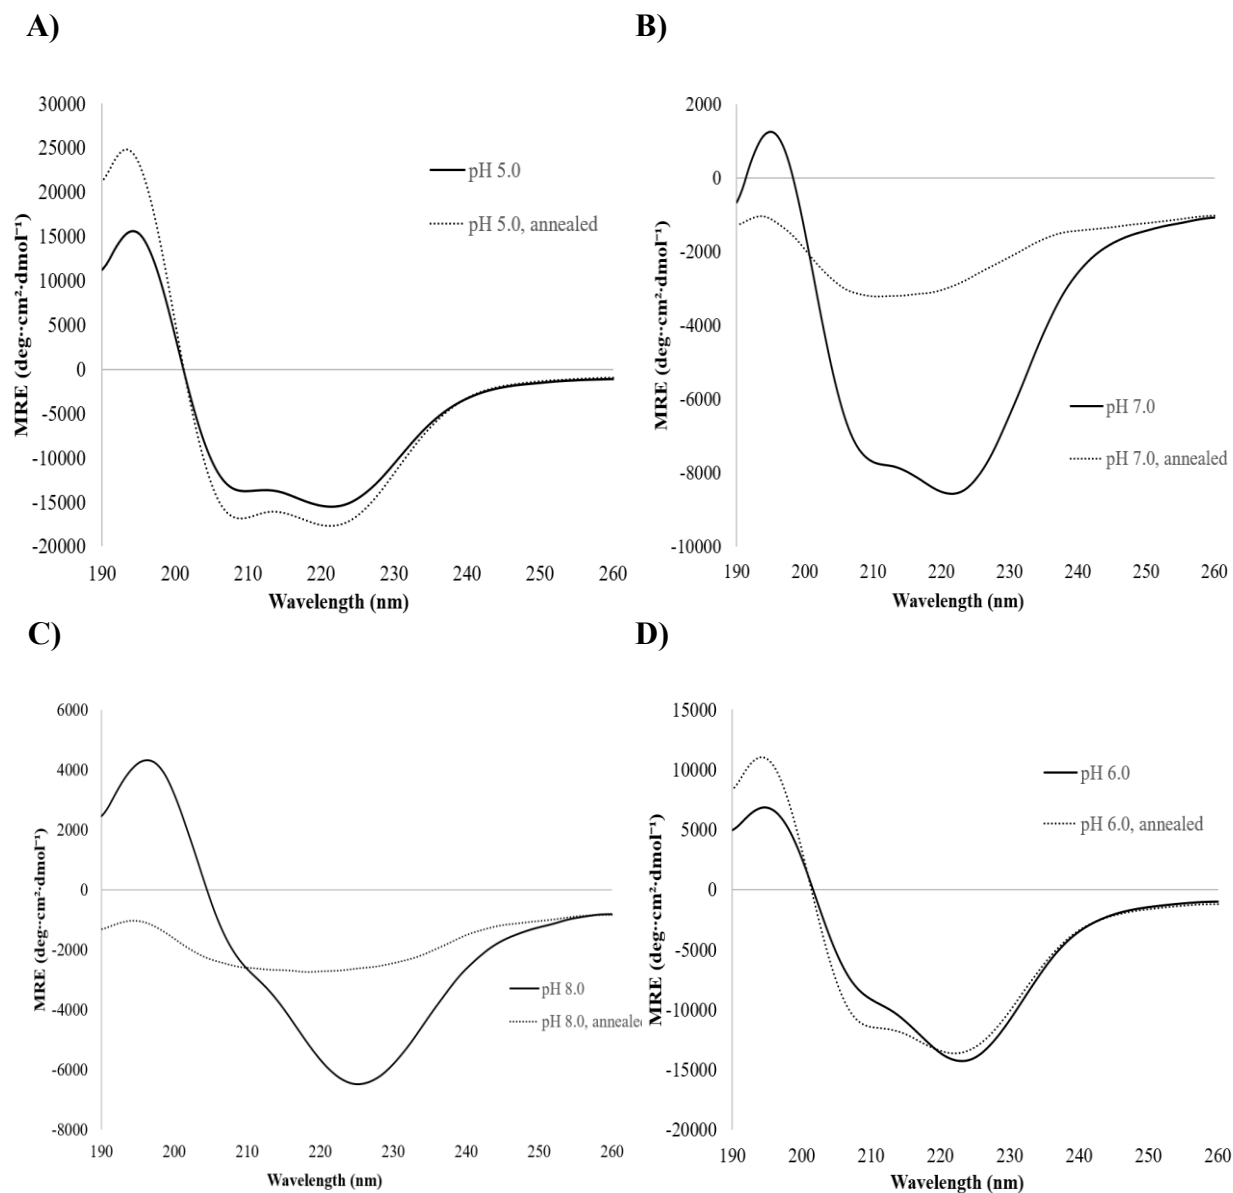 A)
30000
25000
20000
15000
10000
5000
0
-5000
-10000
-15000
-20000
MRE (deg··cm²·dmol⁻¹)
pH 5.0
pH 5.0, annealed
190 200 210 220 230 240 250 260
Wavelength (nm)
B)
2000
0
-2000
-4000
-6000
-8000
-10000
MRE (deg··cm²·dmol⁻¹)
pH 7.0
pH 7.0, annealed
190 200 210 220 230 240 250 260
Wavelength (nm)
C)
6000
4000
2000
0
-2000
-4000
-6000
-8000
MRE (deg··cm²·dmol⁻¹)
pH 8.0
pH 8.0, annealed
190 200 210 220 230 240 250 260
Wavelength (nm)
D)
15000
10000
5000
0
-5000
-10000
-15000
-20000
MRE (deg··cm²·dmol⁻¹)
pH 6.0
pH 6.0, annealed
190 200 210 220 230 240 250 260
Wavelength (nm)